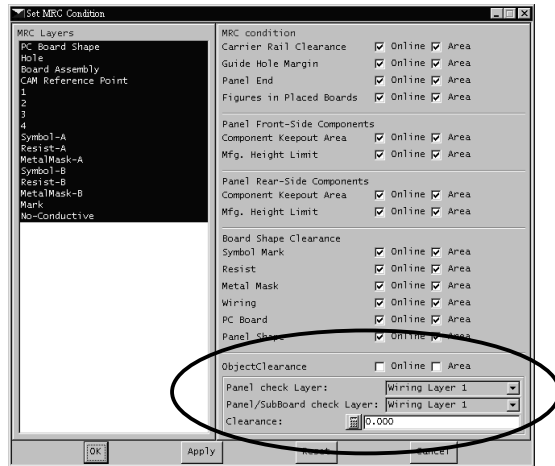 Set MRC Condition
MRC Layers
PC Board Shape
Hole
Board Assembly
CAM Reference Point
1
2
3
4
Symbol-A
Resist-A
MetalMask-A
Symbol-B
Resist-B
MetalMask-B
Mark
No-Conductive
MRC condition
Carrier Rail Clearance Online Area
Guide Hole Margin Online Area
Panel End Online Area
Figures in Placed Boards Online Area
Panel Front-Side Components
Component Keepout Area Online Area
Mfg. Height Limit Online Area
Panel Rear-Side Components
Component Keepout Area Online Area
Mfg. Height Limit Online Area
Board Shape Clearance
Symbol Mark Online Area
Resist Online Area
Metal Mask Online Area
Wiring Online Area
PC Board Online Area
Panel Shape Online Area
ObjectClearance Online Area
Panel check Layer: Wiring Layer 1
Panel/SubBoard check Layer: Wiring Layer 1
Clearance: 0.000
OK Apply Reset Cancel